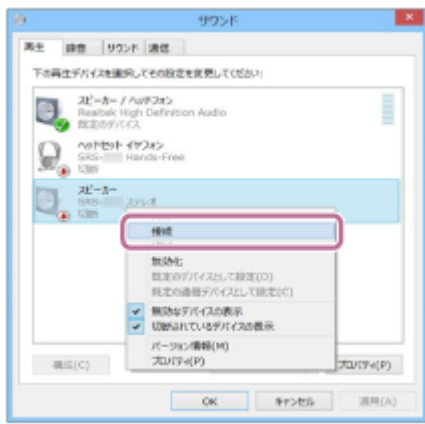 サウンド
再生 録音 サウンド 通信
下の再生デバイスを選択してその設定を変更してください:
スピーカー / ヘッドフォン
Realtek High Definition Audio
既定のデバイス
ヘッドセット イヤフォン
SRS- Hands-Free
切断
スピーカー
SRS- ステレオ
切断
接続
無効化
既定のデバイスとして設定(O)
既定の通信デバイスとして設定(C)
無効なデバイスの表示
切断されているデバイスの表示
バージョン情報(M)
プロパティ(P)
構成(C) プロパティ(P)
OK キャンセル 適用(A)